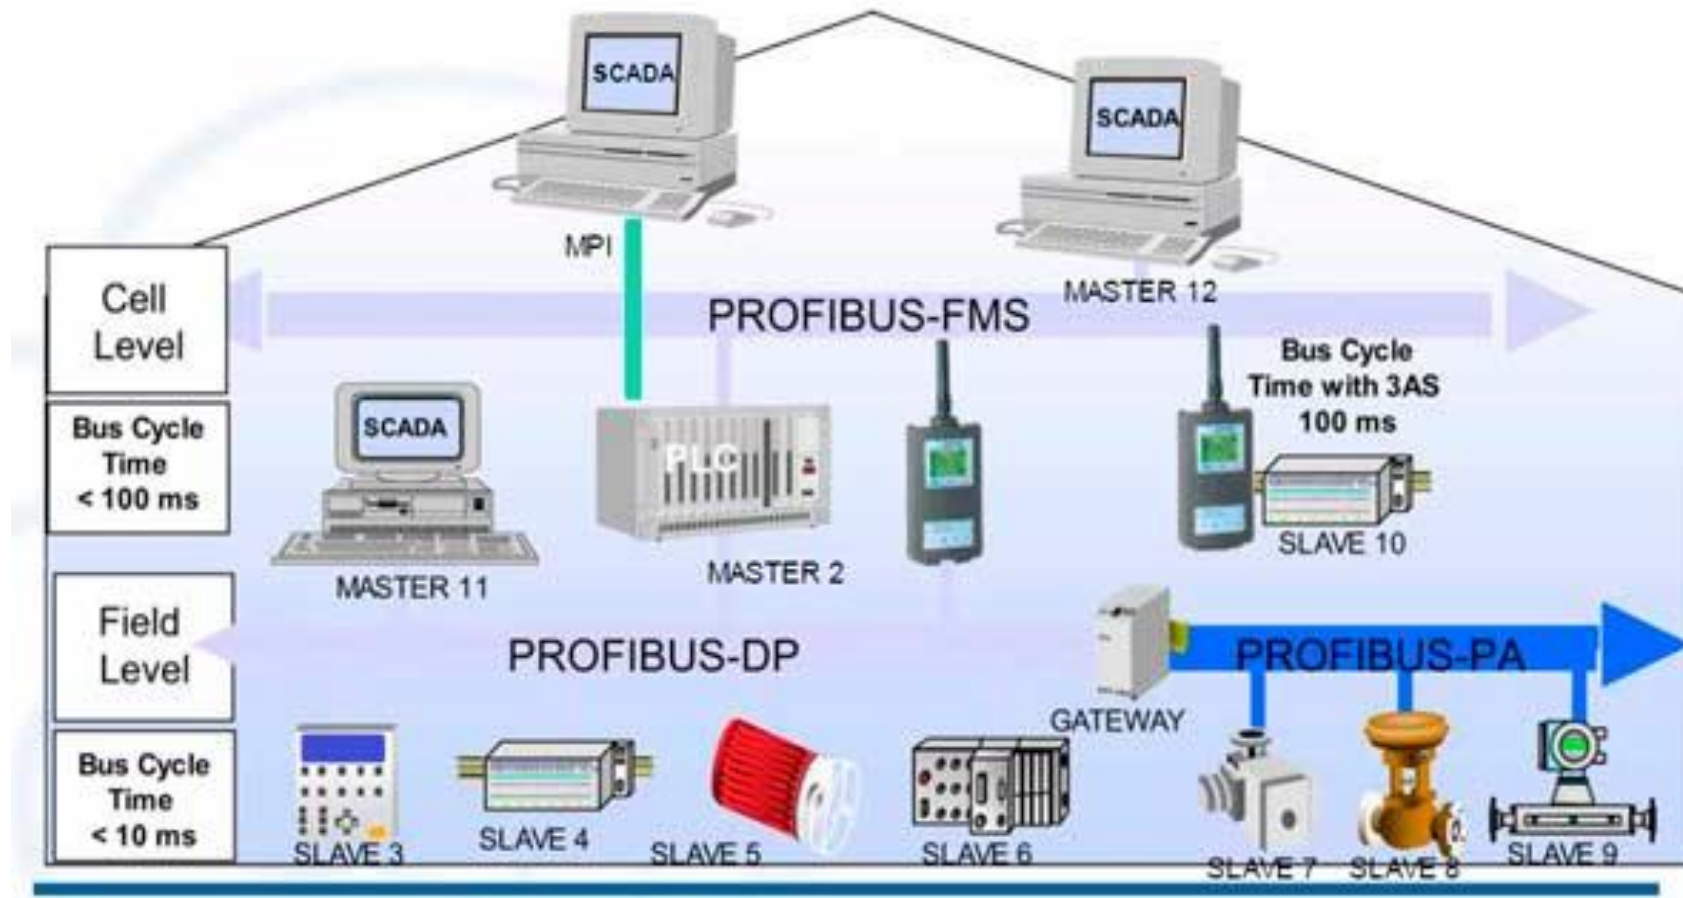 SCADA
SCADA
MPI
MASTER 12
Cell
Level
PROFIBUS-FMS
Bus Cycle
Time
< 100 ms
SCADA
PLC
Bus Cycle
Time with 3AS
100 ms
MASTER 11
MASTER 2
SLAVE 10
Field
Level
PROFIBUS-DP
PROFIBUS-PA
GATEWAY
Bus Cycle
Time
< 10 ms
SLAVE 3
SLAVE 4
SLAVE 5
SLAVE 6
SLAVE 7
SLAVE 8
SLAVE 9